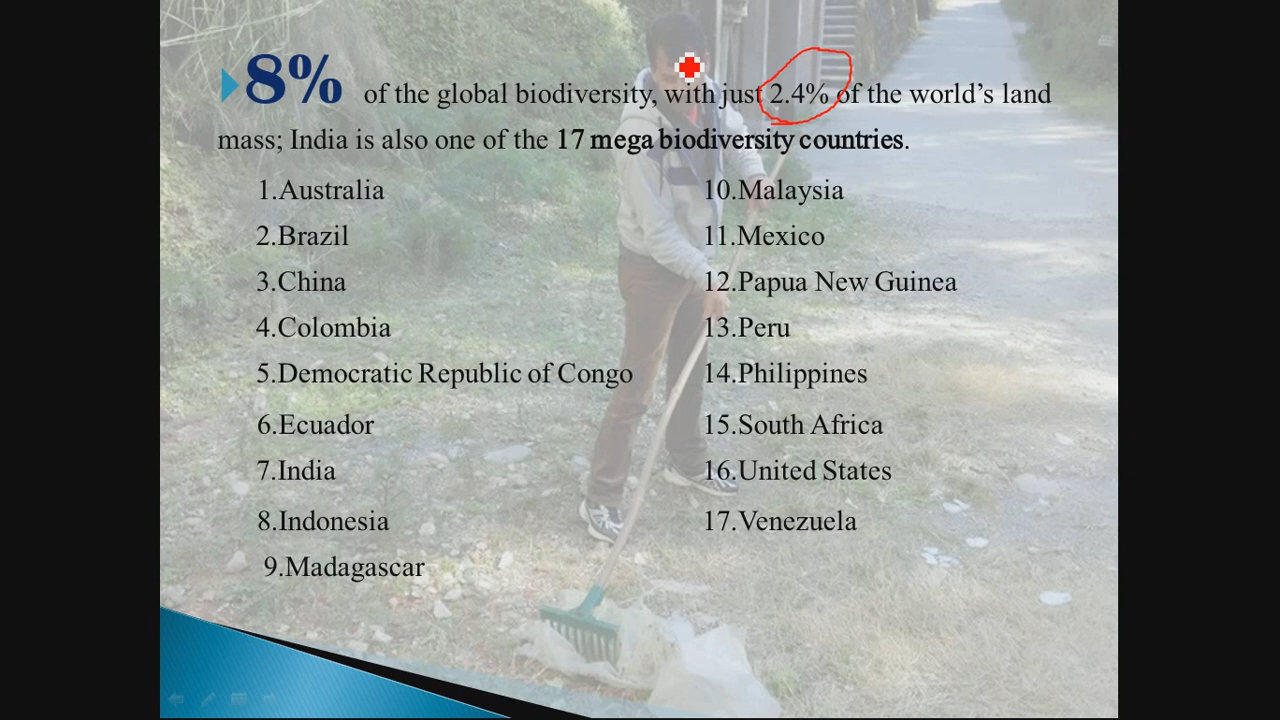 8% of the global biodiversity, with just 2.4% of the world's land
mass; India is also one of the 17 mega biodiversity countries.
1.Australia
2.Brazil
3.China
4.Colombia
5.Democratic Republic of Congo
6.Ecuador
7.India
8.Indonesia
9.Madagascar
10.Malaysia
11.Mexico
12.Papua New Guinea
13.Peru
14.Philippines
15.South Africa
16.United States
17.Venezuela